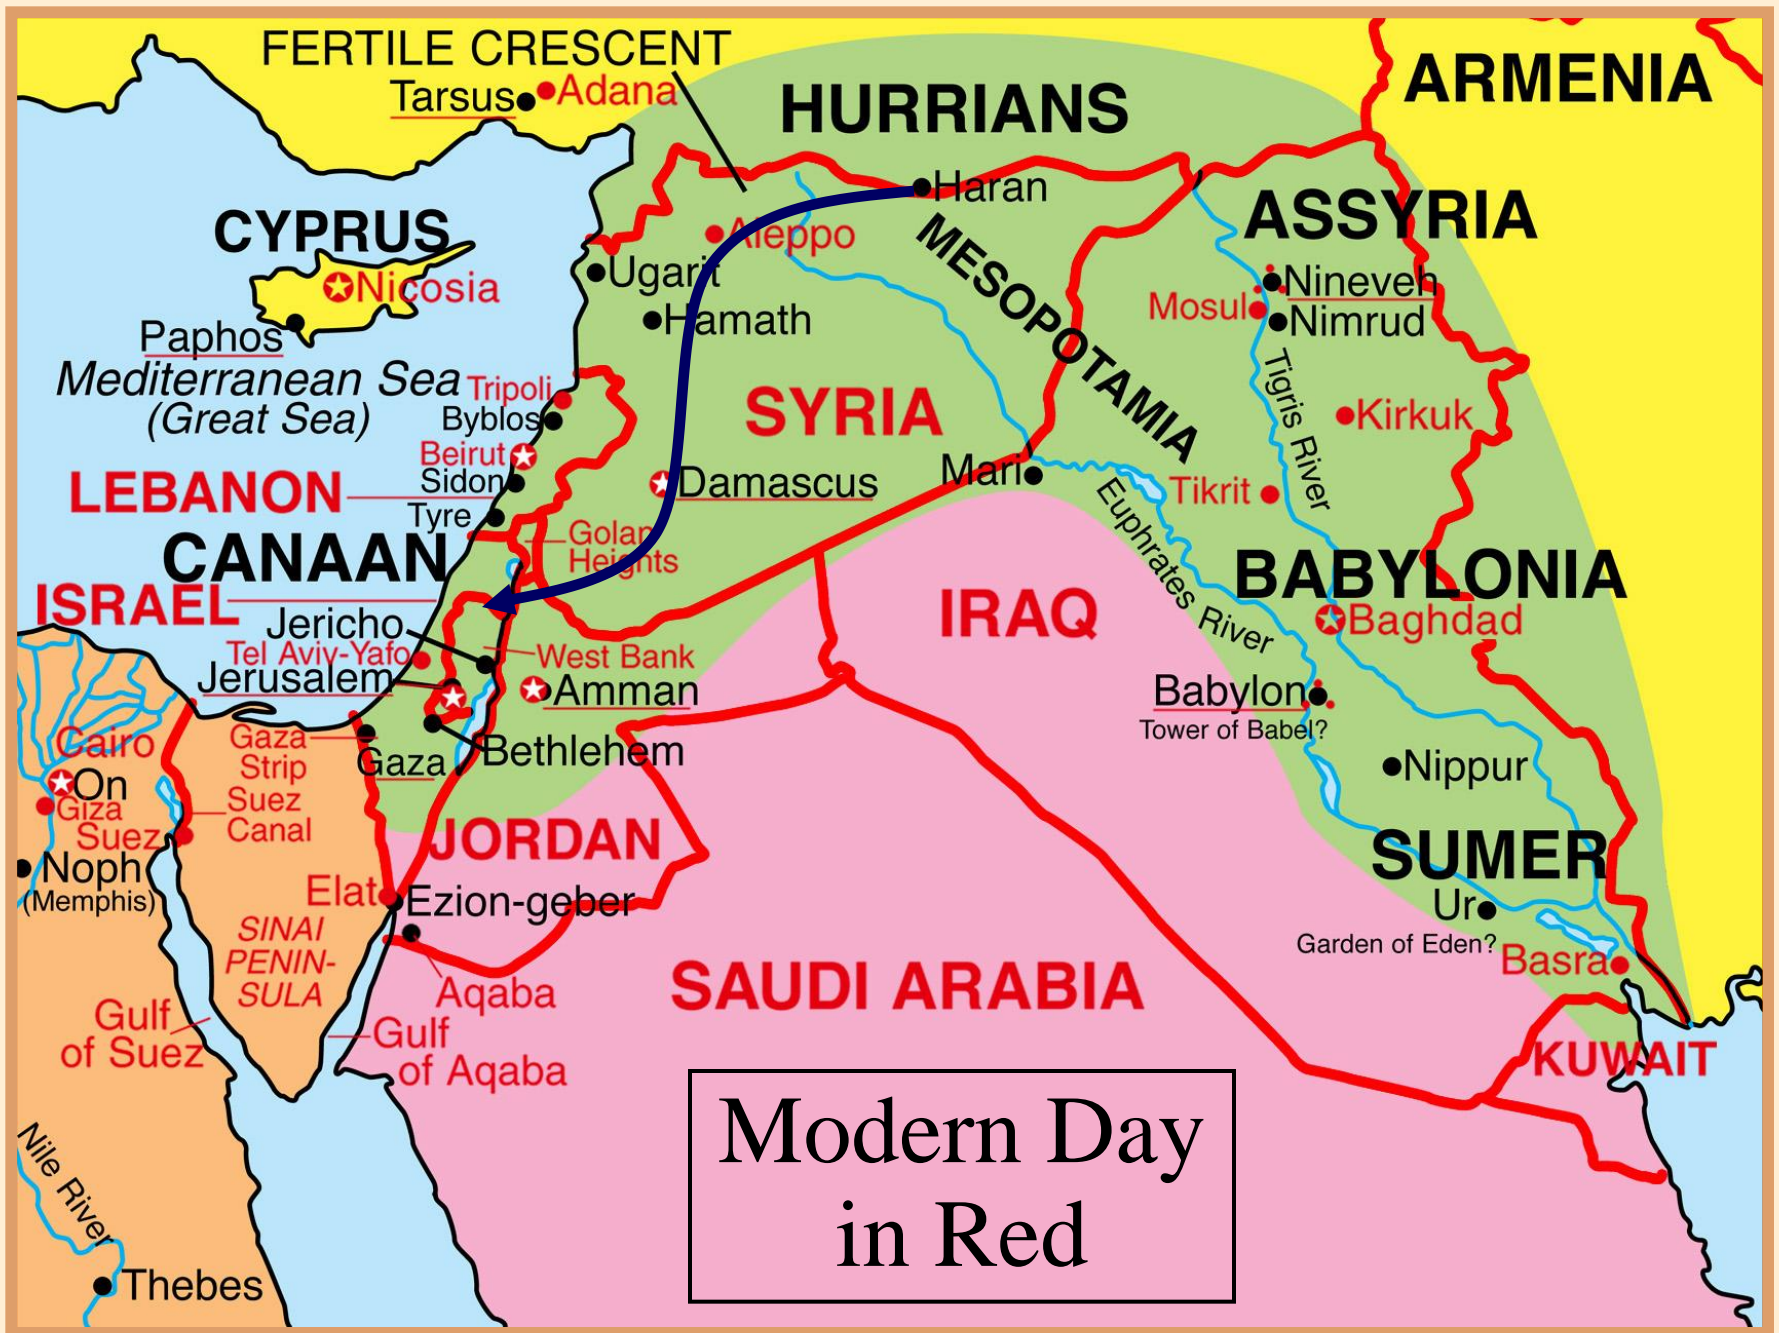 FERTILE CRESCENT
Tarsus
Adana
HURRIANS
ARMENIA
Haran
ASSYRIA
CYPRUS
Aleppo
MESOPOTAMIA
Nicosia
Ugarit
Nineveh
Mosul
Nimrud
Paphos
Hamath
Mediterranean Sea
(Great Sea)
Tripoli
Byblos
SYRIA
Tigris River
Kirkuk
Beirut
LEBANON
Sidon
Damascus
Mari
Tikrit
Tyre
Euphrates River
Golan
Heights
CANAAN
BABYLONIA
ISRAEL
IRAQ
Baghdad
Jericho
Tel Aviv-Yafo
West Bank
Jerusalem
Amman
Babylon
Tower of Babel?
Cairo
Gaza
Strip
Gaza
Bethlehem
Nippur
On
Giza
Suez
Canal
Suez
JORDAN
SUMER
Noph
(Memphis)
Elat
Ezion-geber
Ur
Garden of Eden?
Basra
SINAI
PENIN-
SULA
SAUDI ARABIA
Aqaba
Gulf
of Suez
Gulf
of Aqaba
KUWAIT
Modern Day
in Red
Nile River
Thebes